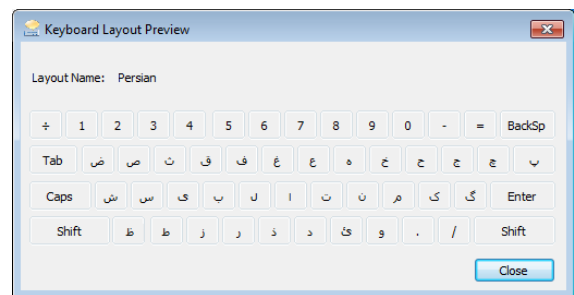 Keyboard Layout Preview
Layout Name: Persian
÷ 1 2 3 4 5 6 7 8 9 0 - = BackSp
Tab ض ص ث ق ف غ ع ه خ ح ج چ پ
Caps ش س ی ب ل ا ت ن م ک گ Enter
Shift ظ ط ز ر ذ د ئ و . / Shift
Close